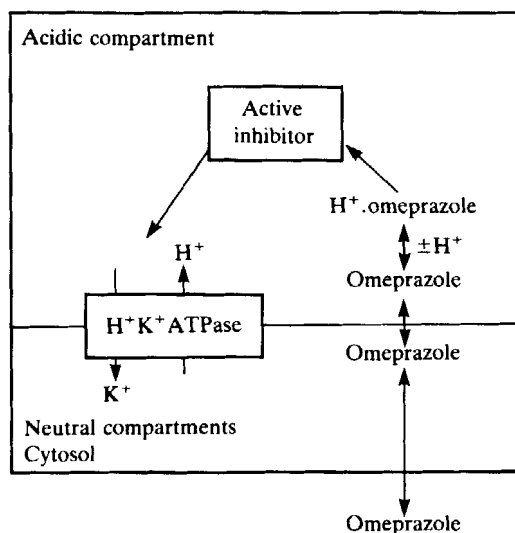 Acidic compartment
Active
inhibitor
H⁺.omeprazole
±H⁺
H⁺
Omeprazole
H⁺K⁺ATPase
Omeprazole
K⁺
Neutral compartments
Cytosol
Omeprazole